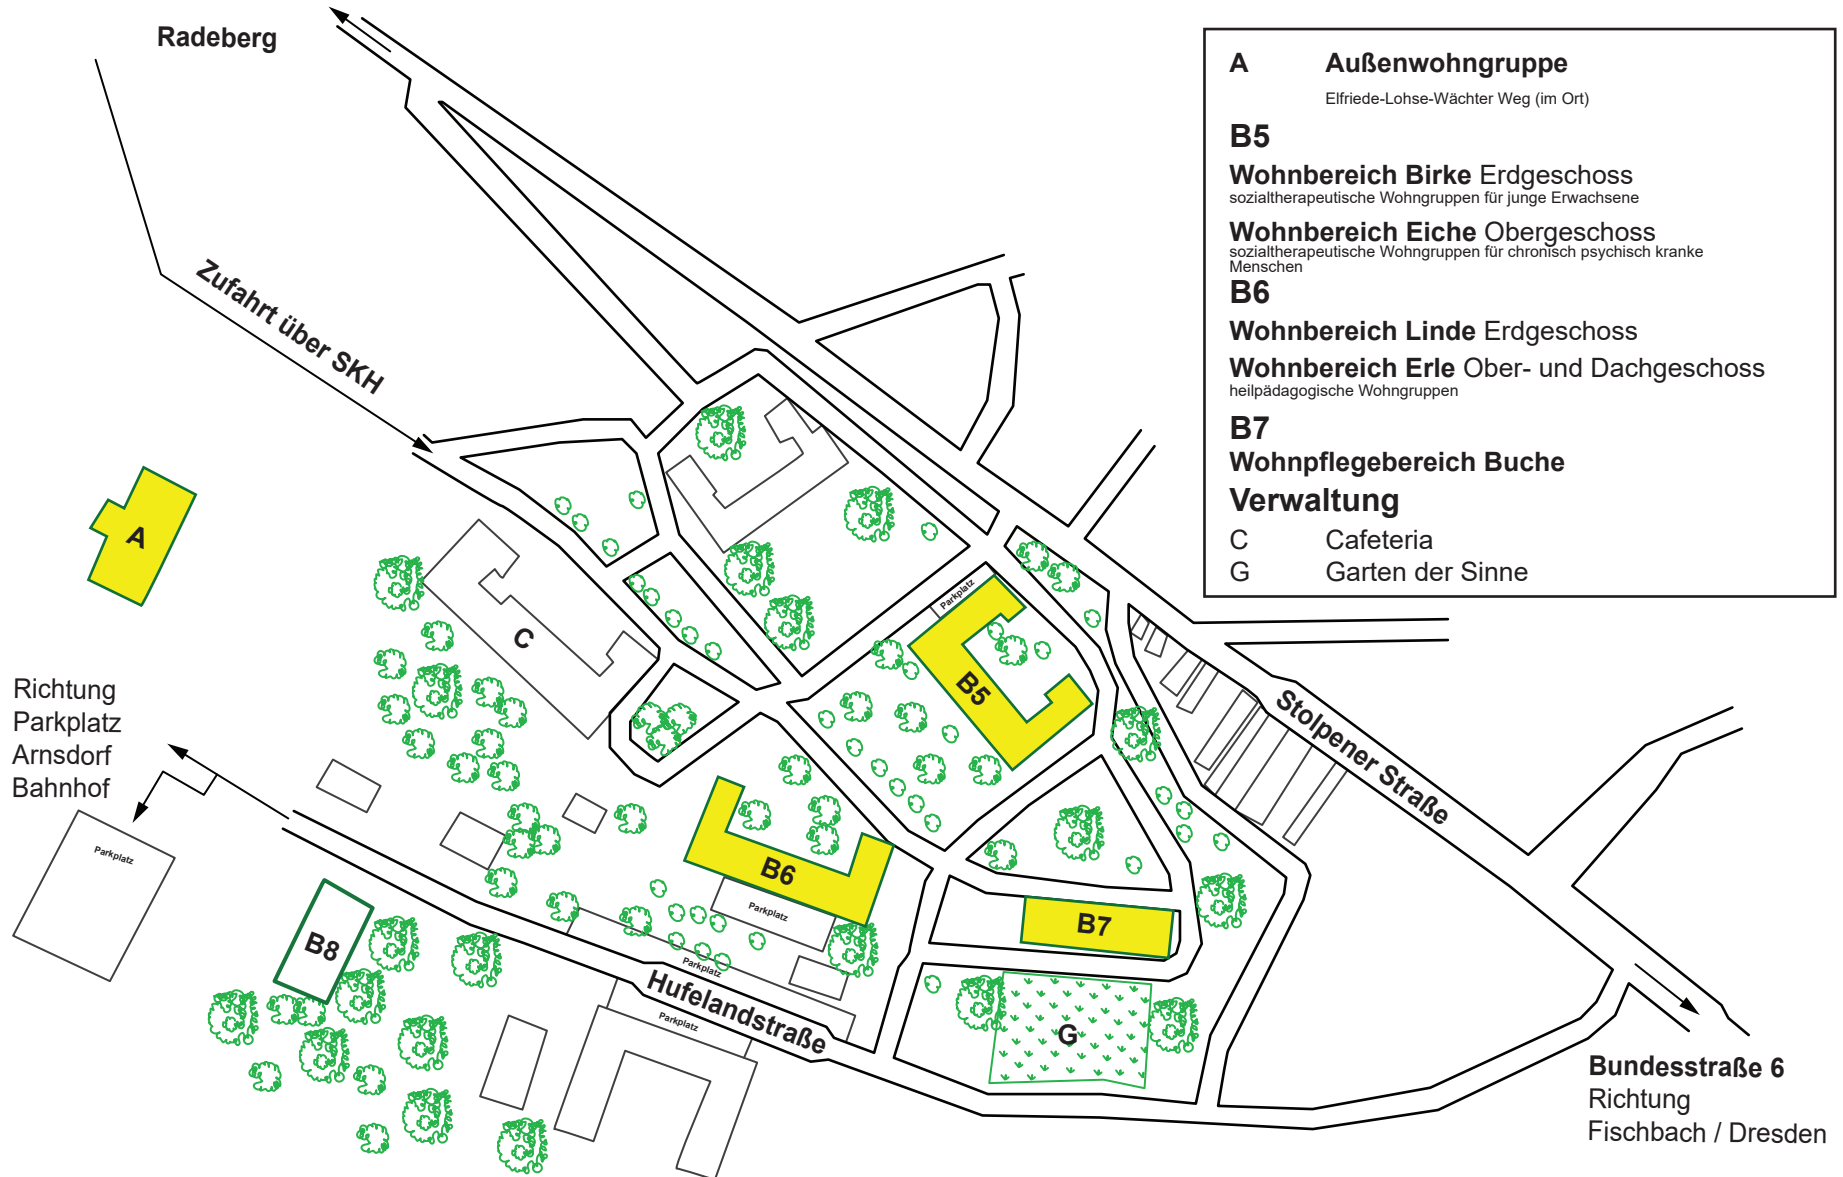 Radeberg
Zufahrt über SKH
A Außenwohngruppe
Elfriede-Lohse-Wächter Weg (im Ort)
B5
Wohnbereich Birke Erdgeschoss
sozialtherapeutische Wohngruppen für junge Erwachsene
Wohnbereich Eiche Obergeschoss
sozialtherapeutische Wohngruppen für chronisch psychisch kranke
Menschen
B6
Wohnbereich Linde Erdgeschoss
Wohnbereich Erle Ober- und Dachgeschoss
heilpädagogische Wohngruppen
B7
Wohnpflegebereich Buche
Verwaltung
C Cafeteria
G Garten der Sinne
A
C
Parkplatz
B5
Stolpener Straße
Richtung
Parkplatz
Arnsdorf
Bahnhof
Parkplatz
B6
Parkplatz
B7
B8
Parkplatz
Hufelandstraße
Parkplatz
G
Bundesstraße 6
Richtung
Fischbach / Dresden